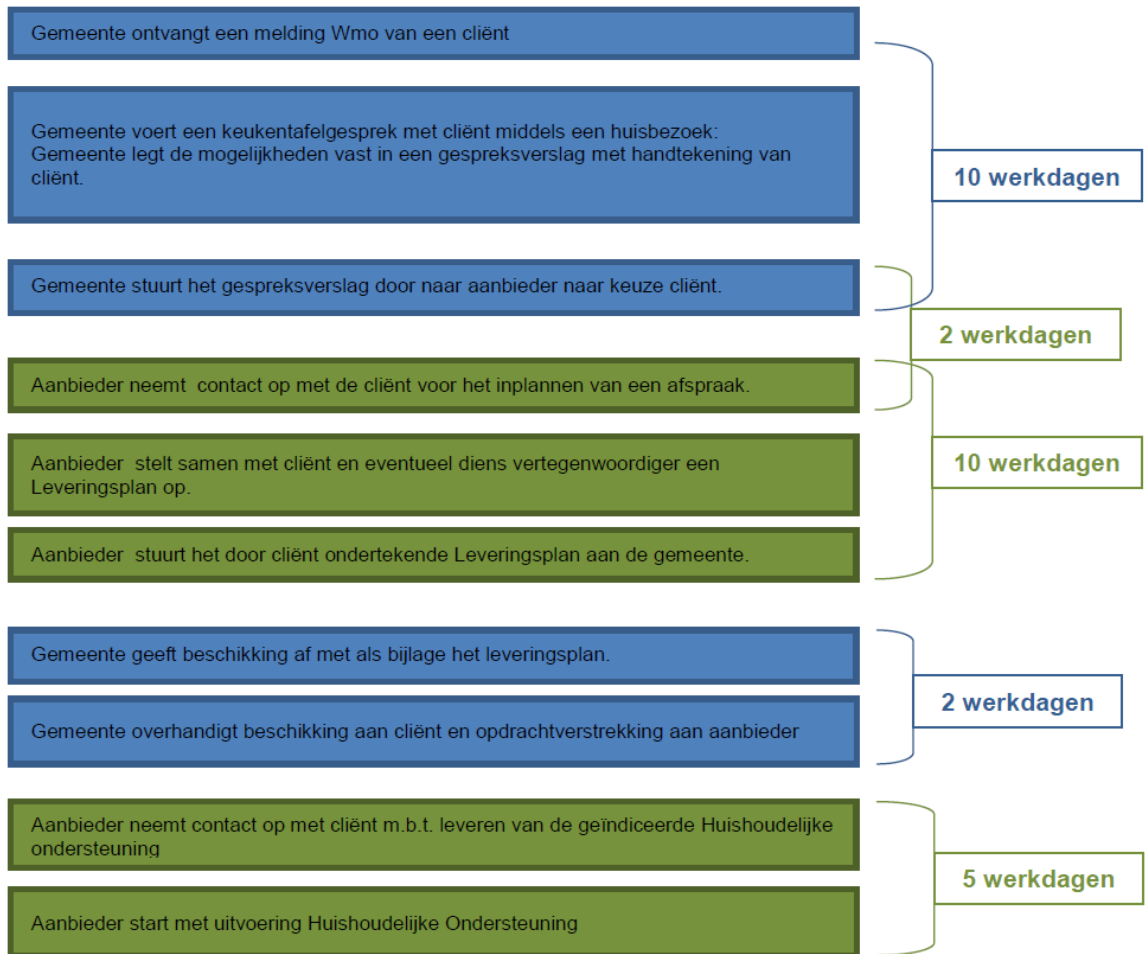 Gemeente ontvangt een melding Wmo van een cliënt
Gemeente voert een keukentafelgesprek met cliënt middels een huisbezoek:
Gemeente legt de mogelijkheden vast in een gespreksverslag met handtekening van
cliënt.
10 werkdagen
Gemeente stuurt het gespreksverslag door naar aanbieder naar keuze cliënt.
2 werkdagen
Aanbieder neemt contact op met de cliënt voor het inplannen van een afspraak.
Aanbieder stelt samen met cliënt en eventueel diens vertegenwoordiger een
Leveringsplan op.
10 werkdagen
Aanbieder stuurt het door cliënt ondertekende Leveringsplan aan de gemeente.
Gemeente geeft beschikking af met als bijlage het leveringsplan.
2 werkdagen
Gemeente overhandigt beschikking aan cliënt en opdrachtverstrekking aan aanbieder
Aanbieder neemt contact op met cliënt m.b.t. leveren van de geïndiceerde Huishoudelijke
ondersteuning
5 werkdagen
Aanbieder start met uitvoering Huishoudelijke Ondersteuning